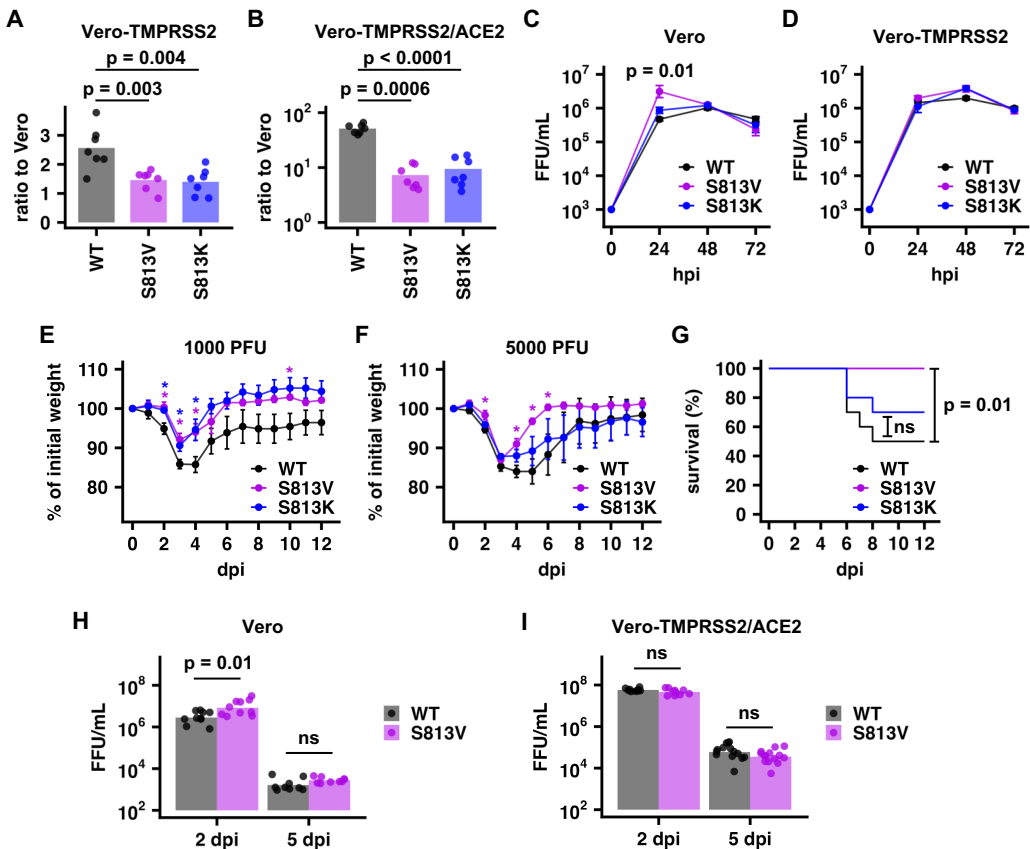 A
Vero-TMPRSS2
p = 0.004
p = 0.003
ratio to Vero
3
2
1
0
WT
S813V
S813K
B
Vero-TMPRSS2/ACE2
p < 0.0001
p = 0.0006
ratio to Vero
10²
10¹
10⁰
WT
S813V
S813K
C
Vero
p = 0.01
FFU/mL
10⁷
10⁶
10⁵
10⁴
10³
WT
S813V
S813K
0 24 48 72
hpi
D
Vero-TMPRSS2
FFU/mL
10⁷
10⁶
10⁵
10⁴
10³
WT
S813V
S813K
0 24 48 72
hpi
E
1000 PFU
% of initial weight
110
100
90
80
* * * * * * *
WT
S813V
S813K
0 2 4 6 8 10 12
dpi
F
5000 PFU
% of initial weight
110
100
90
80
* * * *
WT
S813V
S813K
0 2 4 6 8 10 12
dpi
G
survival (%)
100
80
60
40
20
0
p = 0.01
ns
WT
S813V
S813K
0 2 4 6 8 10 12
dpi
H
Vero
p = 0.01
ns
FFU/mL
10⁸
10⁶
10⁴
10²
WT
S813V
2 dpi 5 dpi
I
Vero-TMPRSS2/ACE2
ns
ns
FFU/mL
10⁸
10⁶
10⁴
10²
WT
S813V
2 dpi 5 dpi